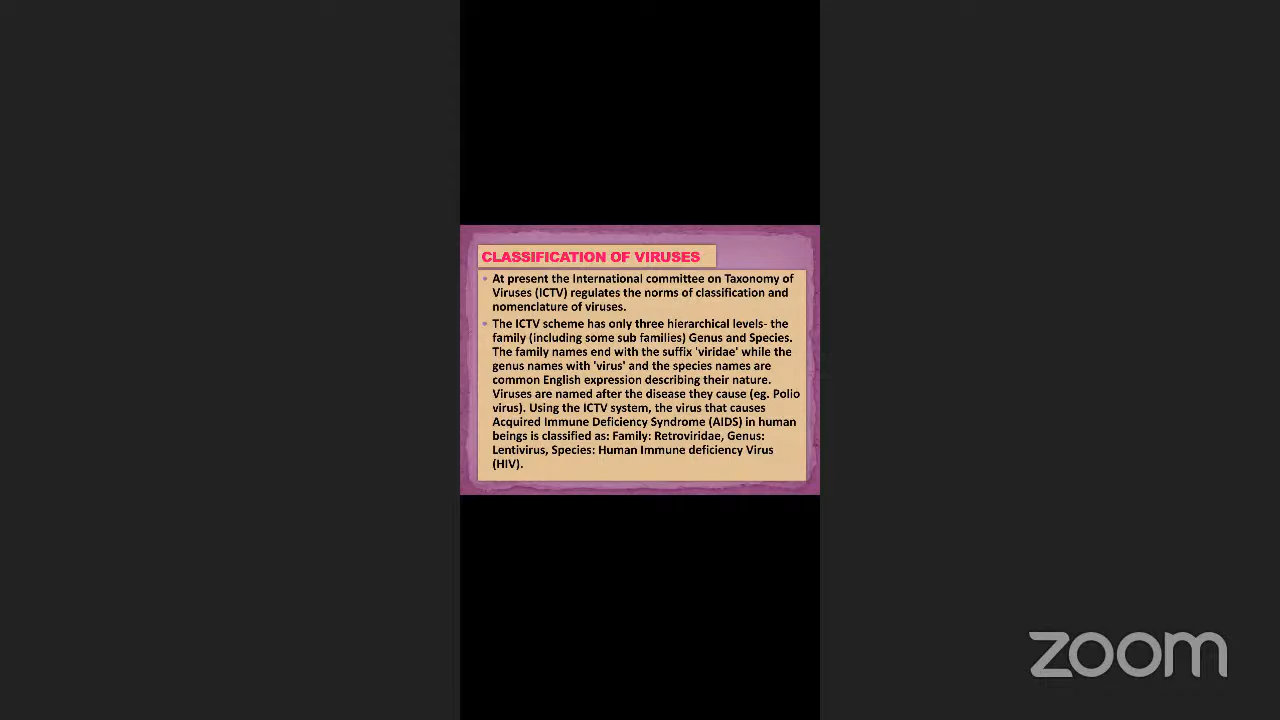 CLASSIFICATION OF VIRUSES
At present the International committee on Taxonomy of
Viruses (ICTV) regulates the norms of classification and
nomenclature of viruses.
The ICTV scheme has only three hierarchical levels- the
family (including some sub families) Genus and Species.
The family names end with the suffix 'viridae' while the
genus names with 'virus' and the species names are
common English expression describing their nature.
Viruses are named after the disease they cause (eg. Polio
virus). Using the ICTV system, the virus that causes
Acquired Immune Deficiency Syndrome (AIDS) in human
beings is classified as: Family: Retroviridae, Genus:
Lentivirus, Species: Human Immune deficiency Virus
(HIV).
zoom